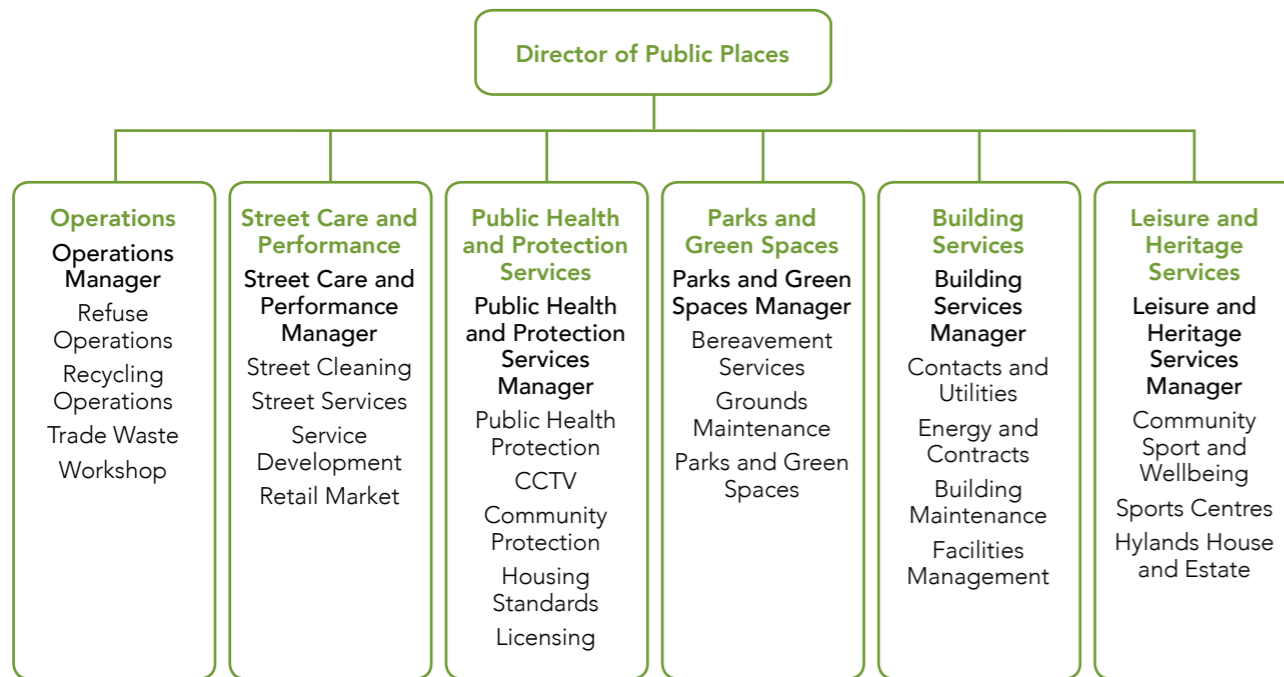 Director of Public Places
Operations
Operations
Manager
Refuse
Operations
Recycling
Operations
Trade Waste
Workshop
Street Care and
Performance
Street Care and
Performance
Manager
Street Cleaning
Street Services
Service
Development
Retail Market
Public Health
and Protection
Services
Public Health
and Protection
Services
Manager
Public Health
Protection
CCTV
Community
Protection
Housing
Standards
Licensing
Parks and
Green Spaces
Parks and Green
Spaces Manager
Bereavement
Services
Grounds
Maintenance
Parks and Green
Spaces
Building
Services
Building
Services
Manager
Contacts and
Utilities
Energy and
Contracts
Building
Maintenance
Facilities
Management
Leisure and
Heritage
Services
Leisure and
Heritage
Services
Manager
Community
Sport and
Wellbeing
Sports Centres
Hylands House
and Estate